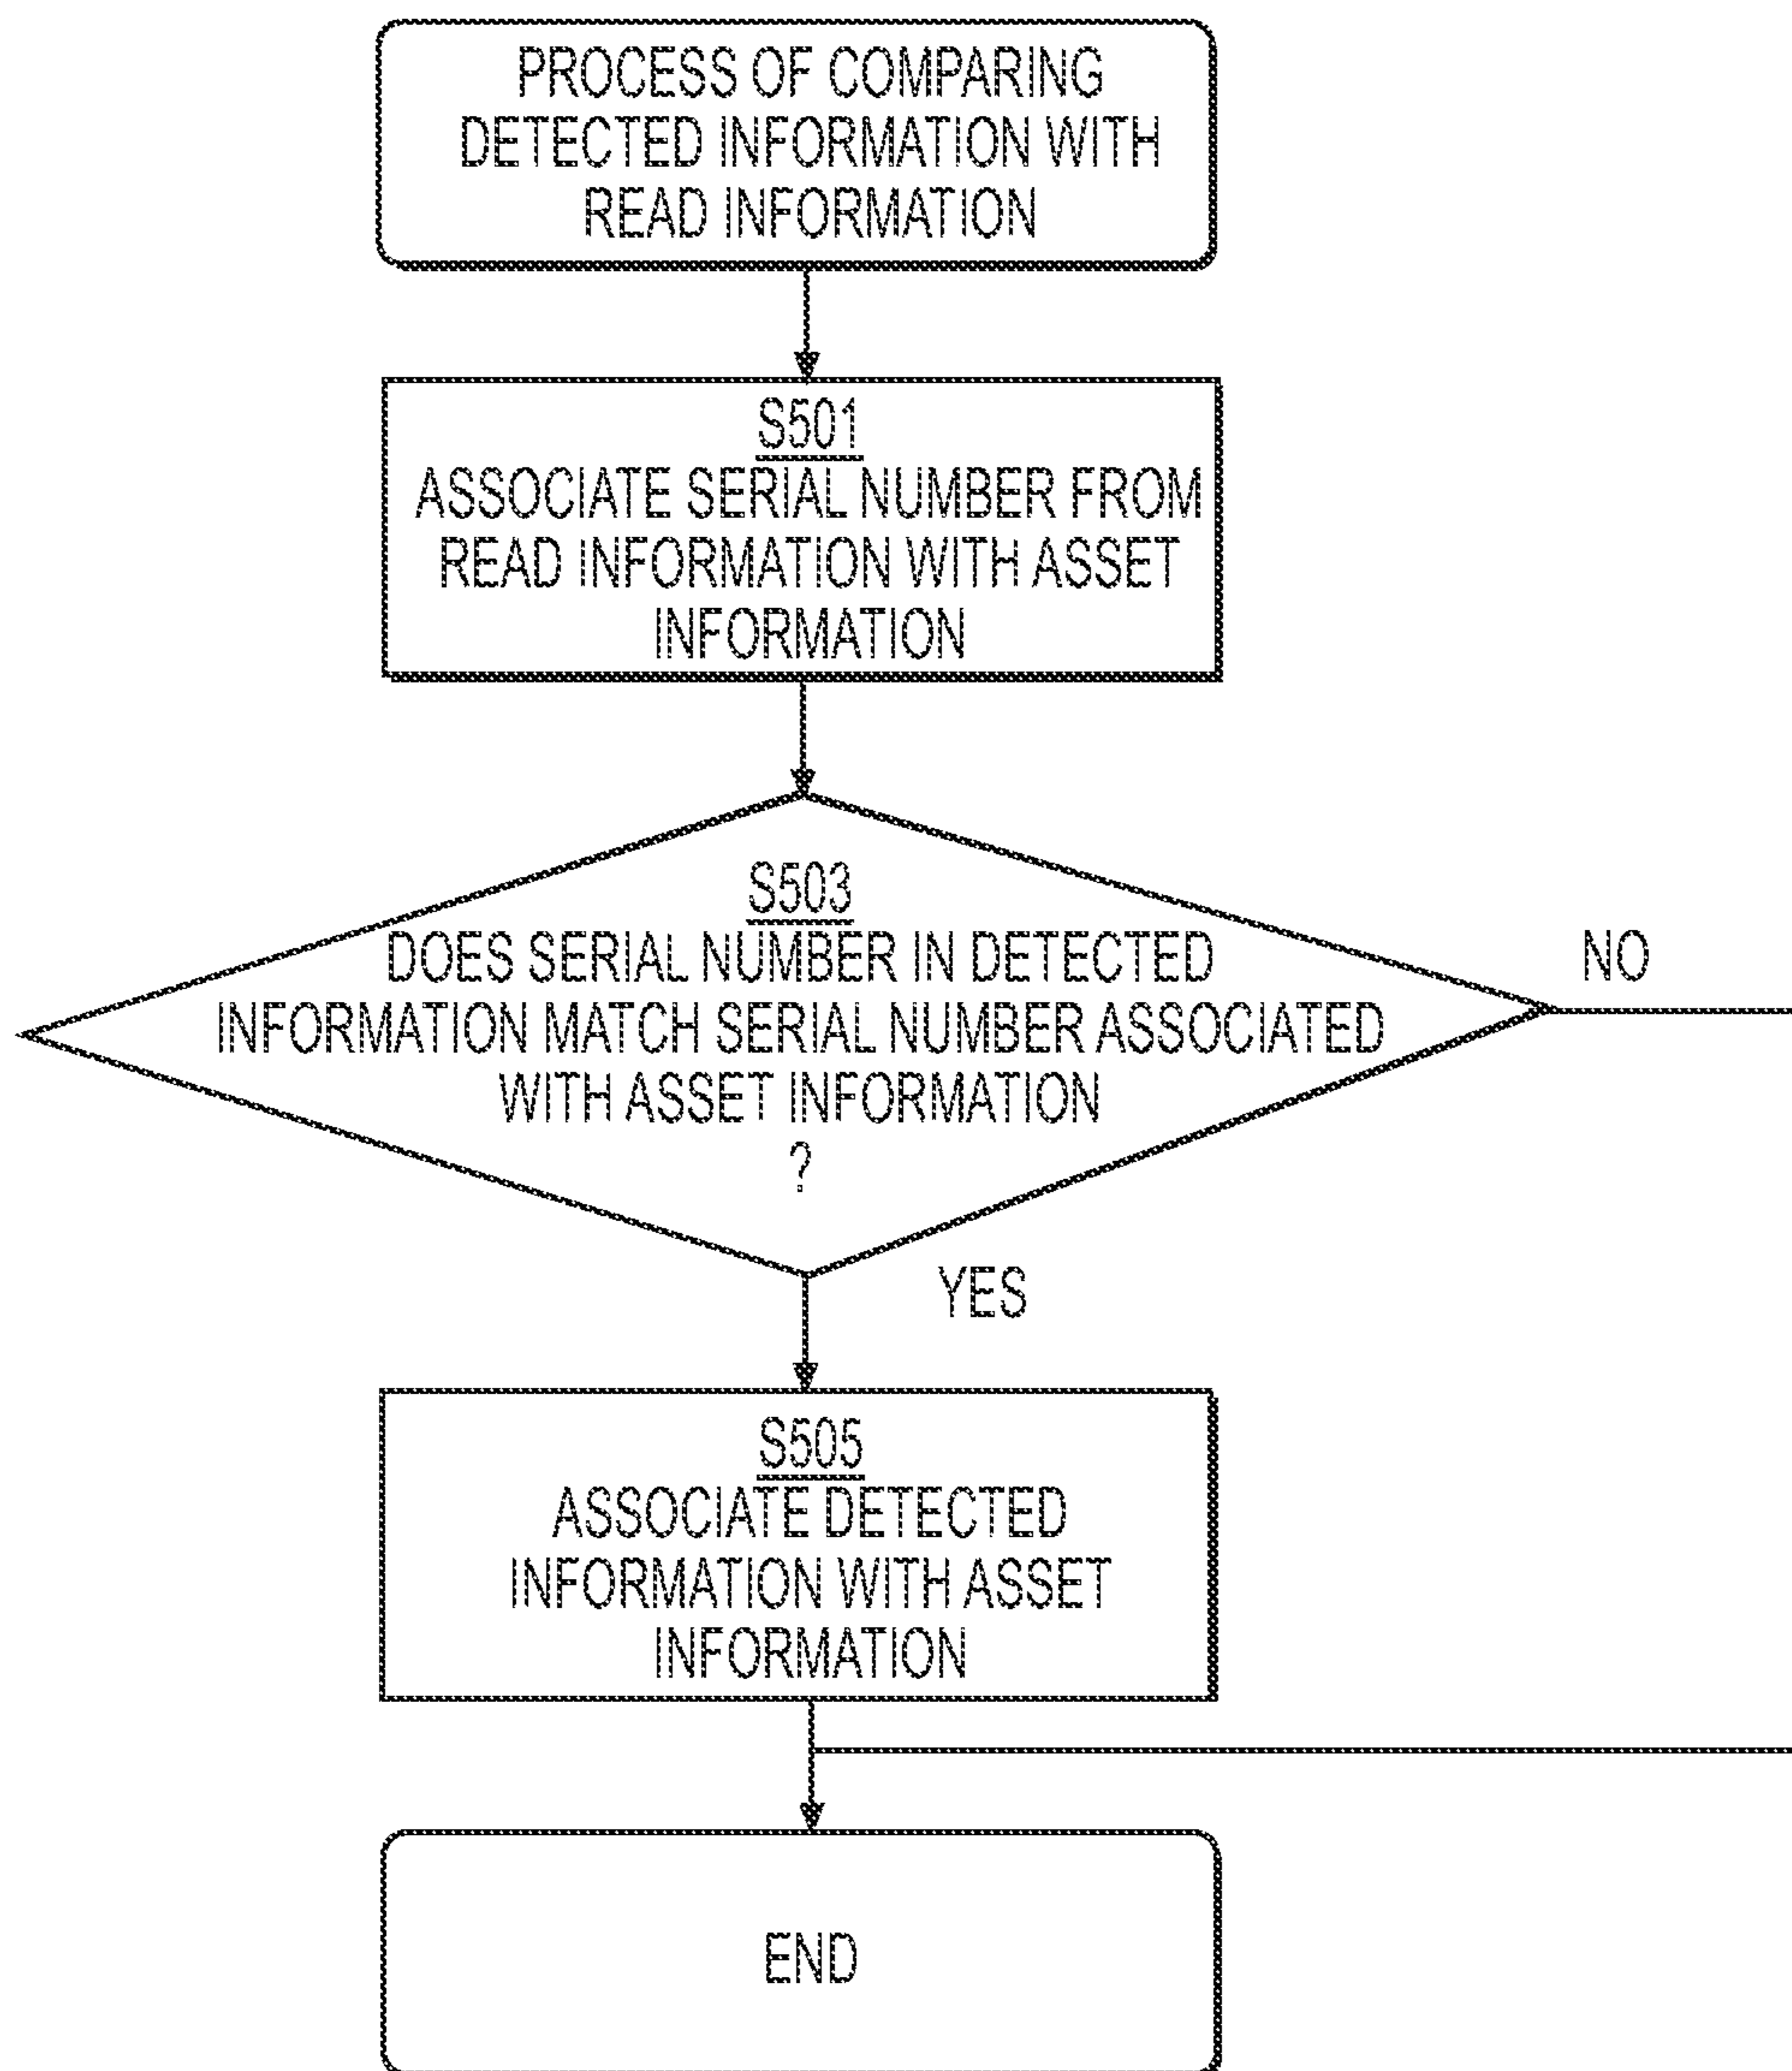 PROCESS OF COMPARING
DETECTED INFORMATION WITH
READ INFORMATION
S501
ASSOCIATE SERIAL NUMBER FROM
READ INFORMATION WITH ASSET
INFORMATION
S503
DOES SERIAL NUMBER IN DETECTED
INFORMATION MATCH SERIAL NUMBER ASSOCIATED
WITH ASSET INFORMATION
?
NO
YES
S505
ASSOCIATE DETECTED
INFORMATION WITH ASSET
INFORMATION
END